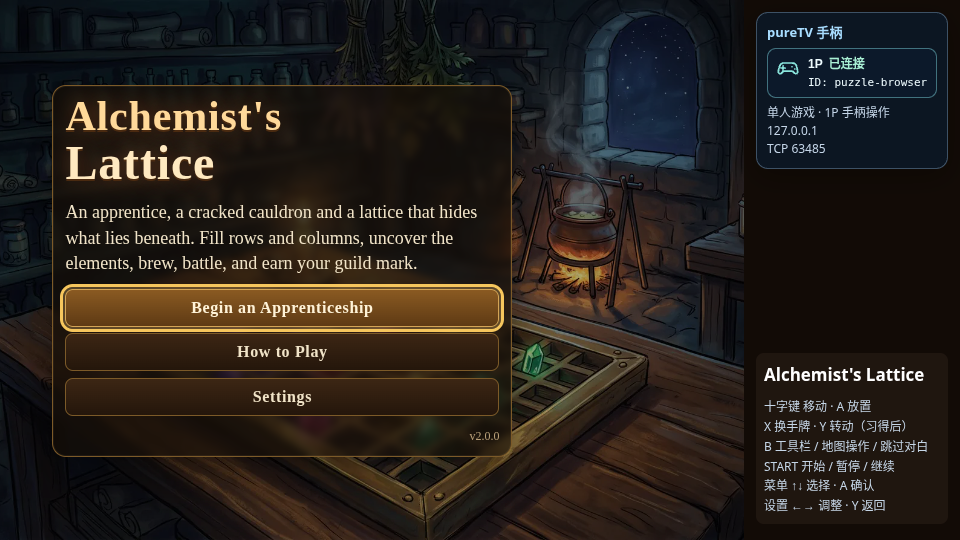 Alchemist's
Lattice
An apprentice, a cracked cauldron and a lattice that hides
what lies beneath. Fill rows and columns, uncover the
elements, brew, battle, and earn your guild mark.
Begin an Apprenticeship
How to Play
Settings
v2.0.0
pureTV 手柄
1P 已连接
ID: puzzle-browser
单人游戏 · 1P 手柄操作
127.0.0.1
TCP 63485
Alchemist's Lattice
十字键 移动 · A 放置
X 换手牌 · Y 转动（习得后）
B 工具栏 / 地图操作 / 跳过对白
START 开始 / 暂停 / 继续
菜单 ↑↓ 选择 · A 确认
设置 ←→ 调整 · Y 返回